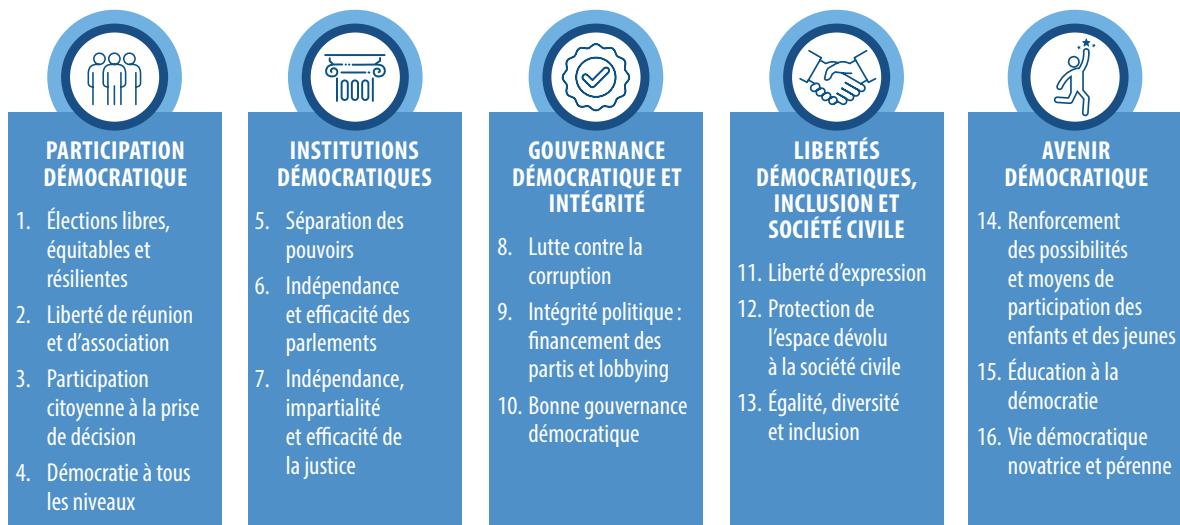 PARTICIPATION
DÉMOCRATIQUE
1. Élections libres,
équitables et
résilientes
2. Liberté de réunion
et d’association
3. Participation
citoyenne à la prise
de décision
4. Démocratie à tous
les niveaux
INSTITUTIONS
DÉMOCRATIQUES
5. Séparation des
pouvoirs
6. Indépendance
et efficacité des
parlements
7. Indépendance,
impartialité
et efficacité de
la justice
GOUVERNANCE
DÉMOCRATIQUE ET
INTÉGRITÉ
8. Lutte contre la
corruption
9. Intégrité politique :
financement des
partis et lobbying
10. Bonne gouvernance
démocratique
LIBERTÉS
DÉMOCRATIQUES,
INCLUSION ET
SOCIÉTÉ CIVILE
11. Liberté d’expression
12. Protection de
l’espace dévolu
à la société civile
13. Égalité, diversité
et inclusion
AVENIR
DÉMOCRATIQUE
14. Renforcement
des possibilités
et moyens de
participation des
enfants et des jeunes
15. Éducation à la
démocratie
16. Vie démocratique
novatrice et pérenne